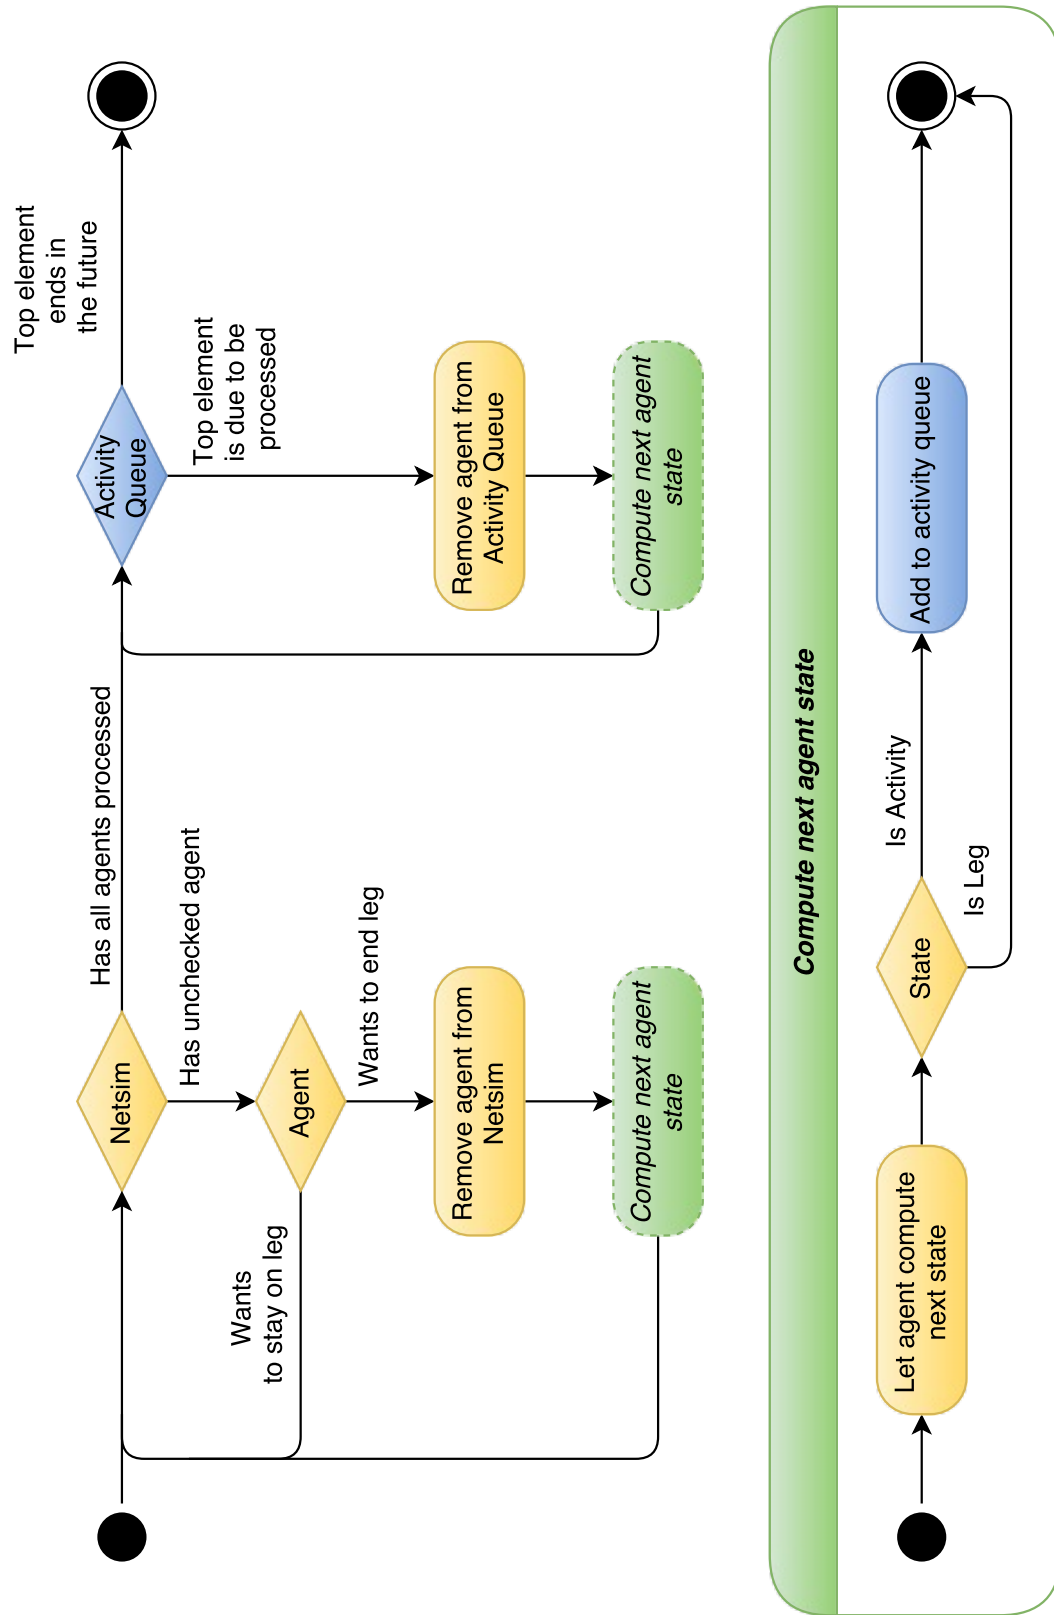 Netsim
Has all agents processed
Has unchecked agent
Agent
Wants
to stay on leg
Wants to end leg
Remove agent from
Netsim
Compute next agent
state
Activity
Queue
Top element
ends in
the future
Top element
is due to be
processed
Remove agent from
Activity Queue
Compute next agent
state
Compute next agent state
Let agent compute
next state
State
Is Activity
Is Leg
Add to activity queue